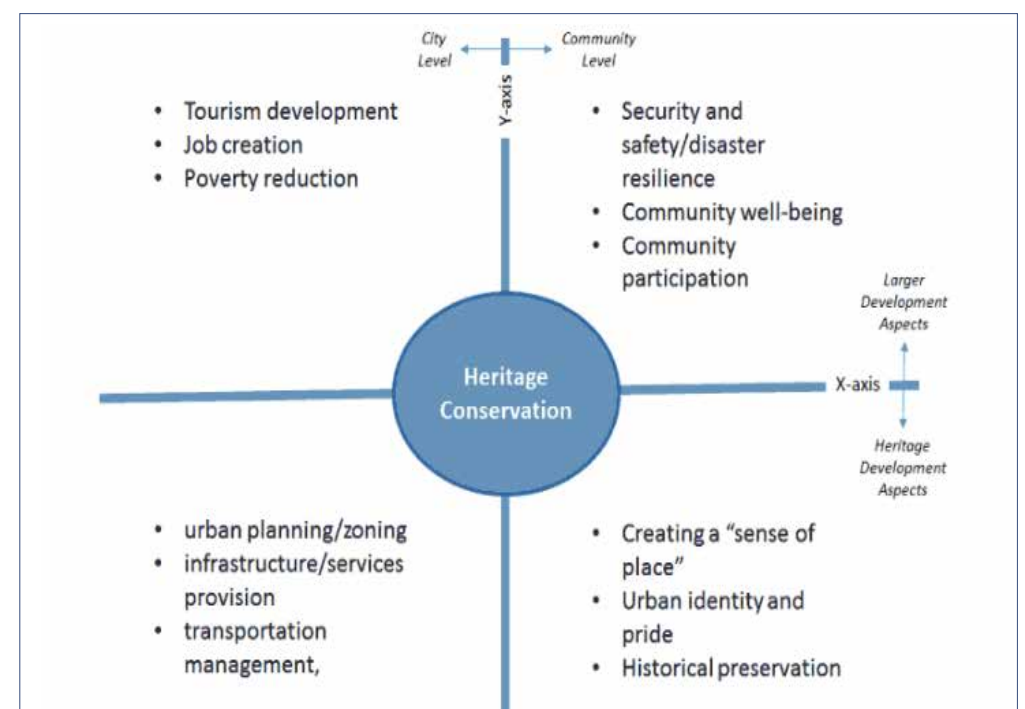 City
Level
Community
Level
Y-axis
• Tourism development
• Job creation
• Poverty reduction
• Security and
safety/disaster
resilience
• Community well-being
• Community
participation
Larger
Development
Aspects
Heritage
Conservation
X-axis
Heritage
Development
Aspects
• urban planning/zoning
• infrastructure/services
provision
• transportation
management,
• Creating a “sense of
place”
• Urban identity and
pride
• Historical preservation